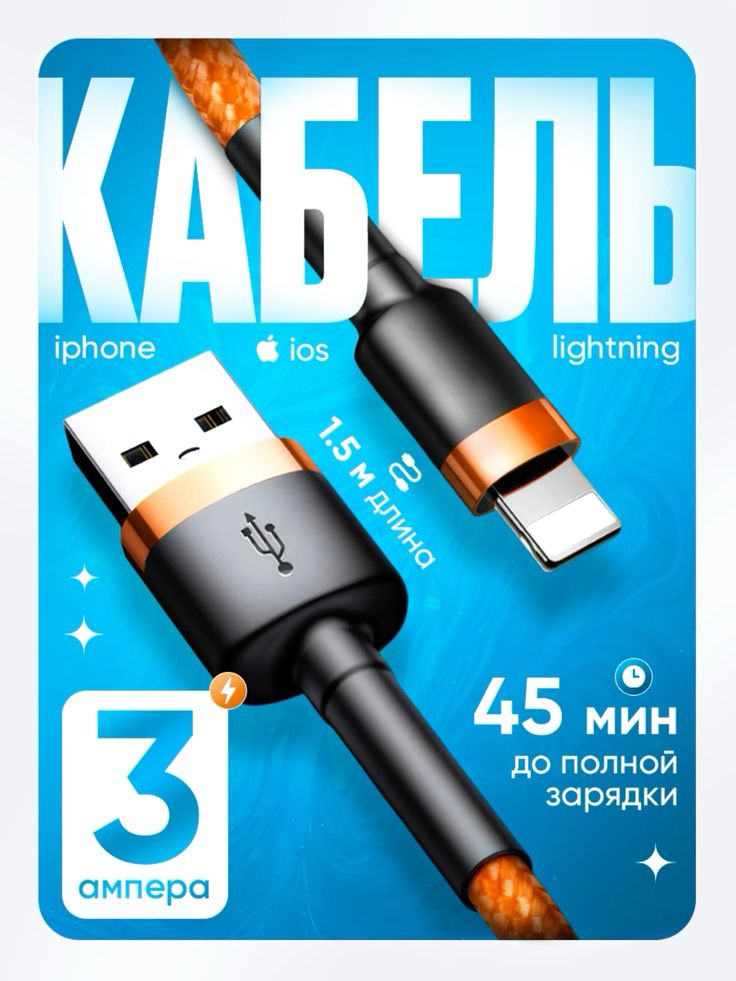 КАБЕЛЬ
iphone
ios
lightning
1.5 м длина
45 мин
до полной
зарядки
3
ампера